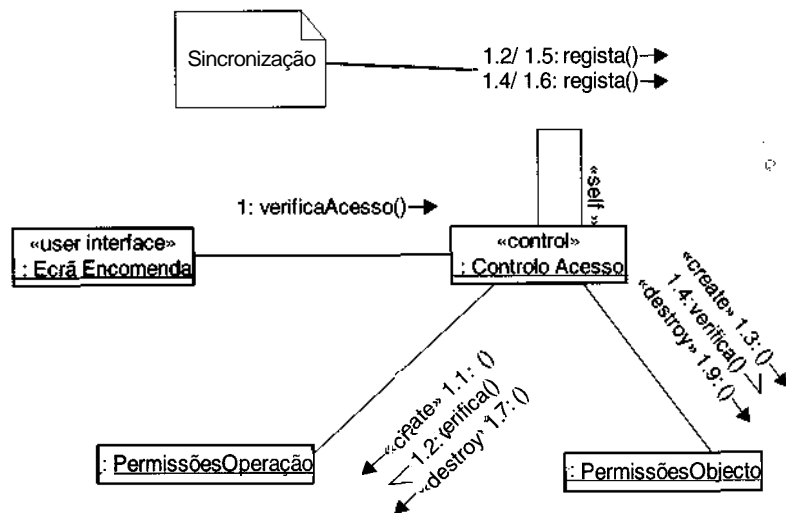 Sincronização
1.2/ 1.5: regista()
1.4/ 1.6: regista()
«self »
1: verificaAcesso()
«user interface»
: Ecrã Encomenda
«control»
: Controlo Acesso
«create» 1.3: ()
1.4: verifica()
«destroy» 1.9: ()
«create» 1.1: ()
1.2: verifica()
«destroy" 1.7: ()
: PermissõesOperação
: PermissõesObjecto